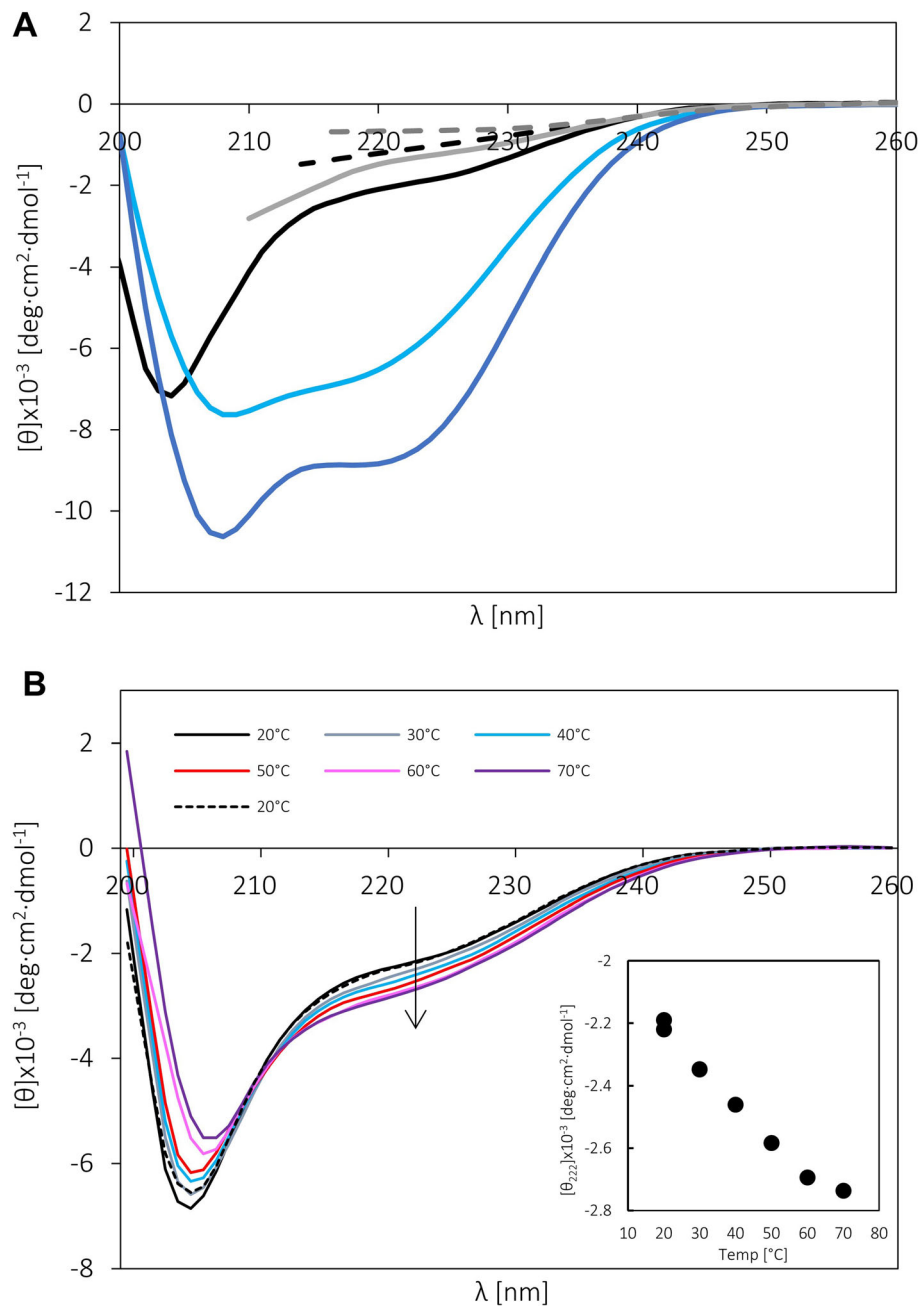 A
2
0
200 210 220 230 240 250 260
-2
-4
-6
-8
-10
-12
[θ]x10⁻³ [deg·cm²·dmol⁻¹]
λ [nm]
B
20°C 30°C 40°C
50°C 60°C 70°C
20°C
2
0
200 210 220 230 240 250 260
-2
-4
-6
-8
[θ]x10⁻³ [deg·cm²·dmol⁻¹]
λ [nm]
-2
-2.2
-2.4
-2.6
-2.8
[θ₂₂₂]x10⁻³ [deg·cm²·dmol⁻¹]
10 20 30 40 50 60 70 80
Temp [°C]